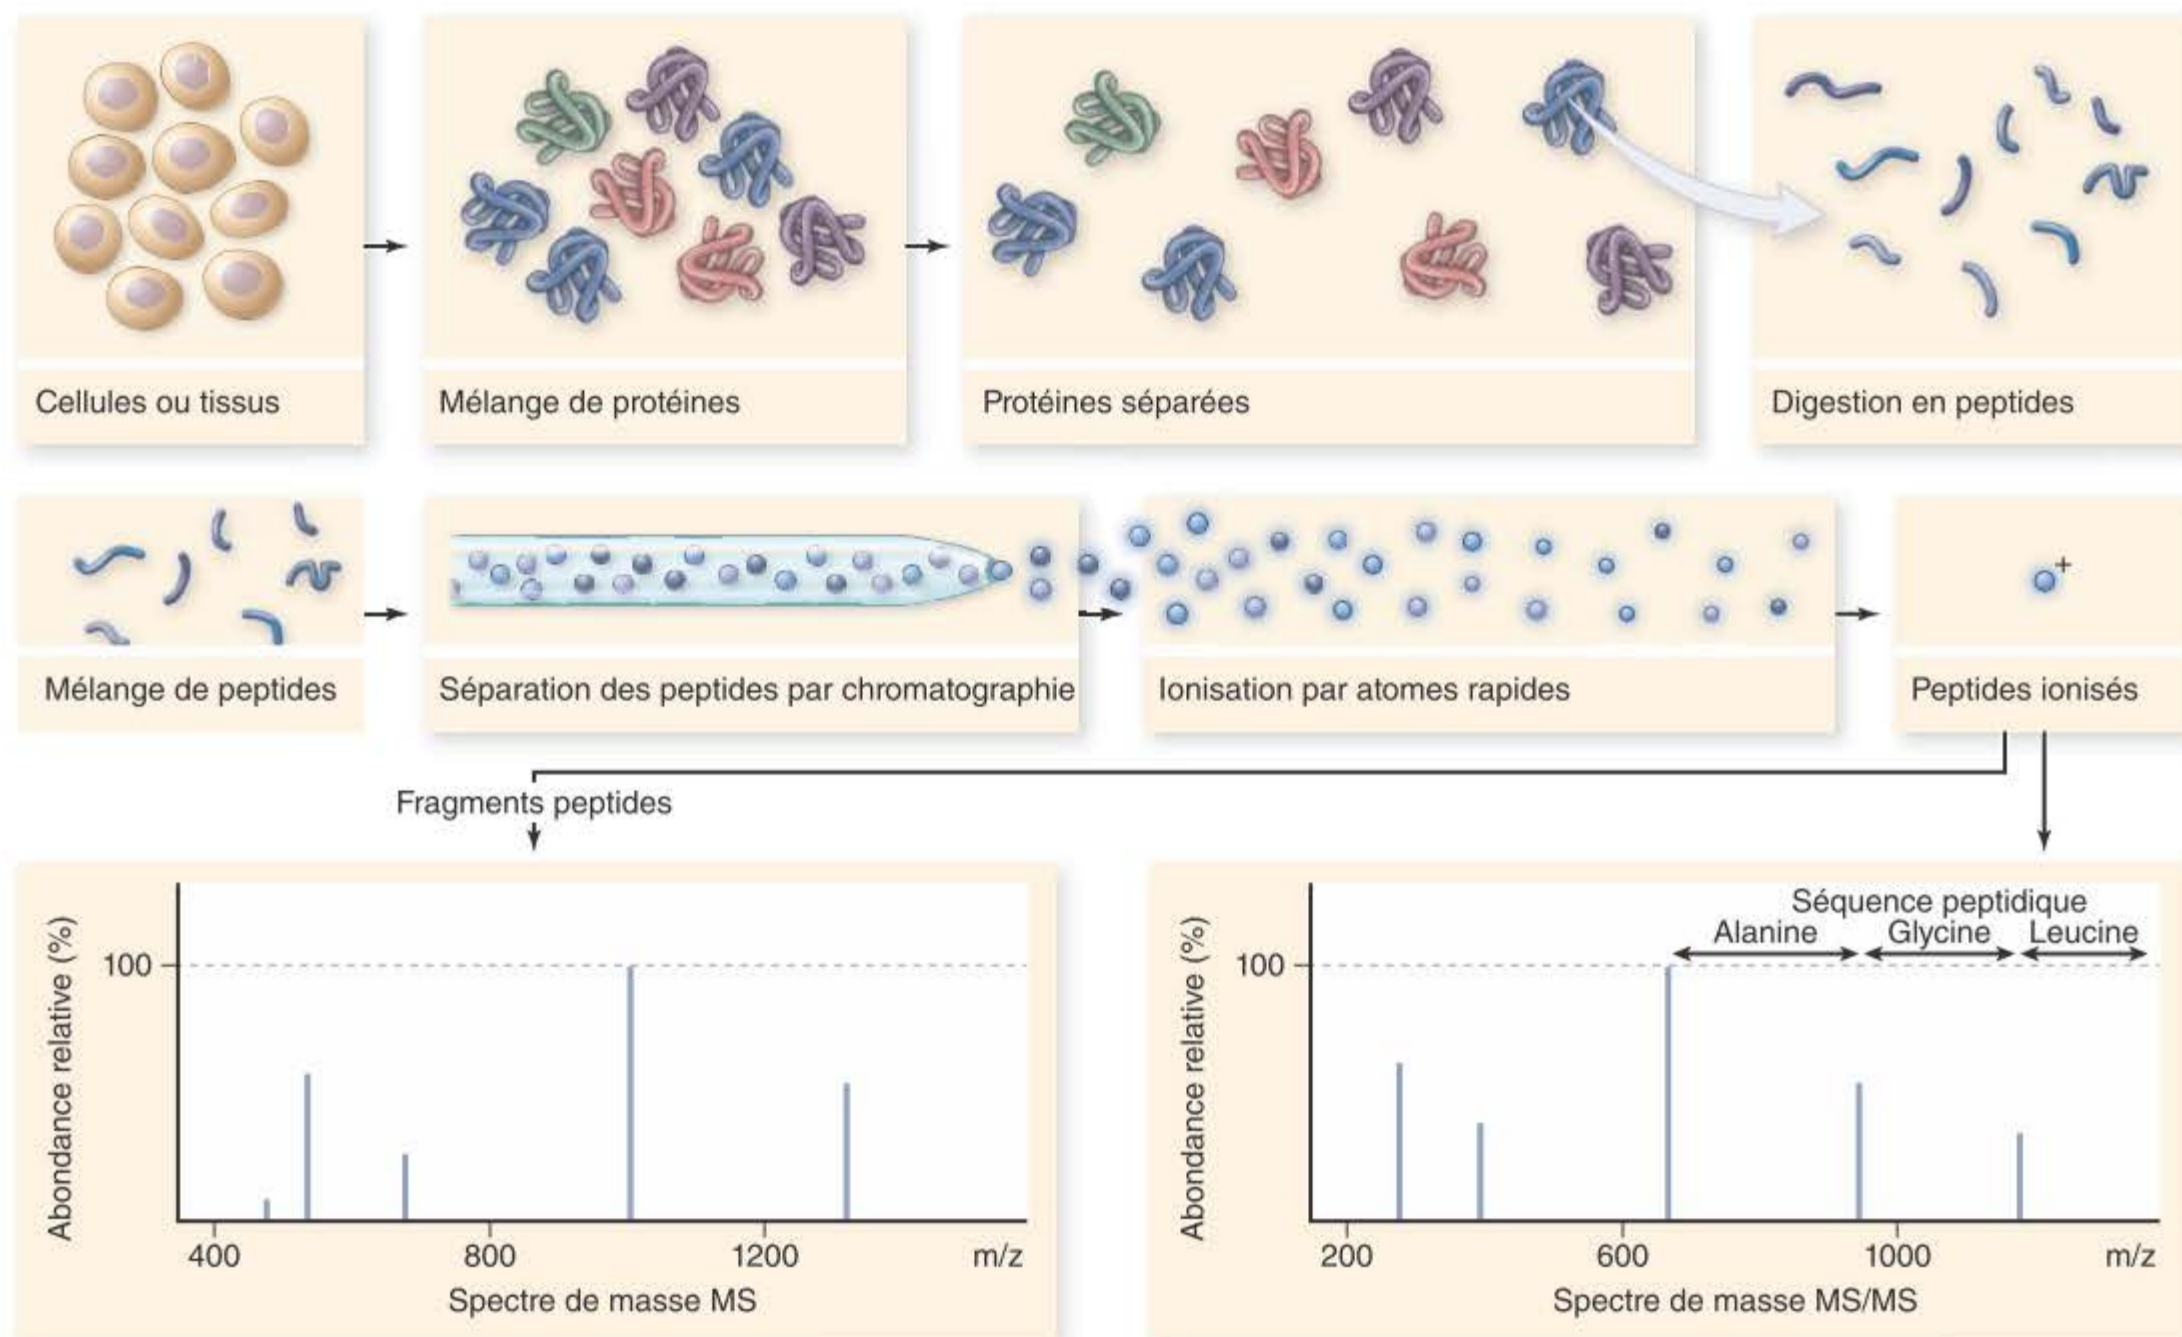 Cellules ou tissus
Mélange de protéines
Protéines séparées
Digestion en peptides
Mélange de peptides
Séparation des peptides par chromatographie
Ionisation par atomes rapides
+
Peptides ionisés
Fragments peptides
Abondance relative (%)
100
400
800
1200
m/z
Spectre de masse MS
Abondance relative (%)
100
Séquence peptidique
Alanine
Glycine
Leucine
200
600
1000
m/z
Spectre de masse MS/MS